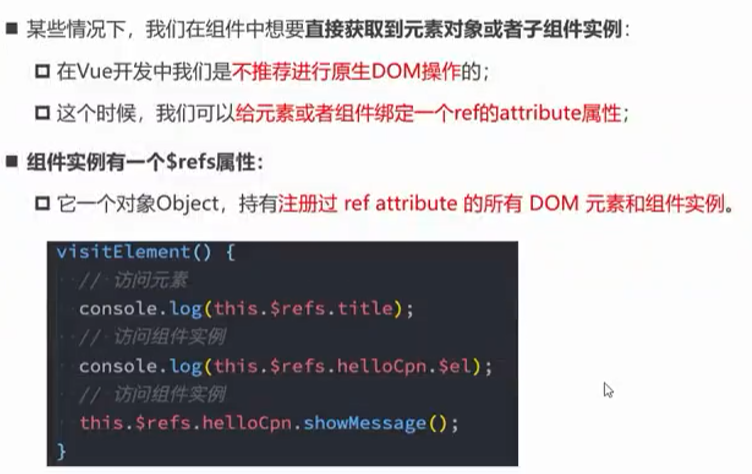 ■ 某些情况下，我们在组件中想要直接获取到元素对象或者子组件实例：
在Vue开发中我们是不推荐进行原生DOM操作的；
这个时候，我们可以给元素或者组件绑定一个ref的attribute属性；
■ 组件实例有一个$refs属性：
它一个对象Object，持有注册过 ref attribute 的所有 DOM 元素和组件实例。
visitElement() {
// 访问元素
console.log(this.$refs.title);
// 访问组件实例
console.log(this.$refs.helloCpn.$el);
// 访问组件实例
this.$refs.helloCpn.showMessage();
}